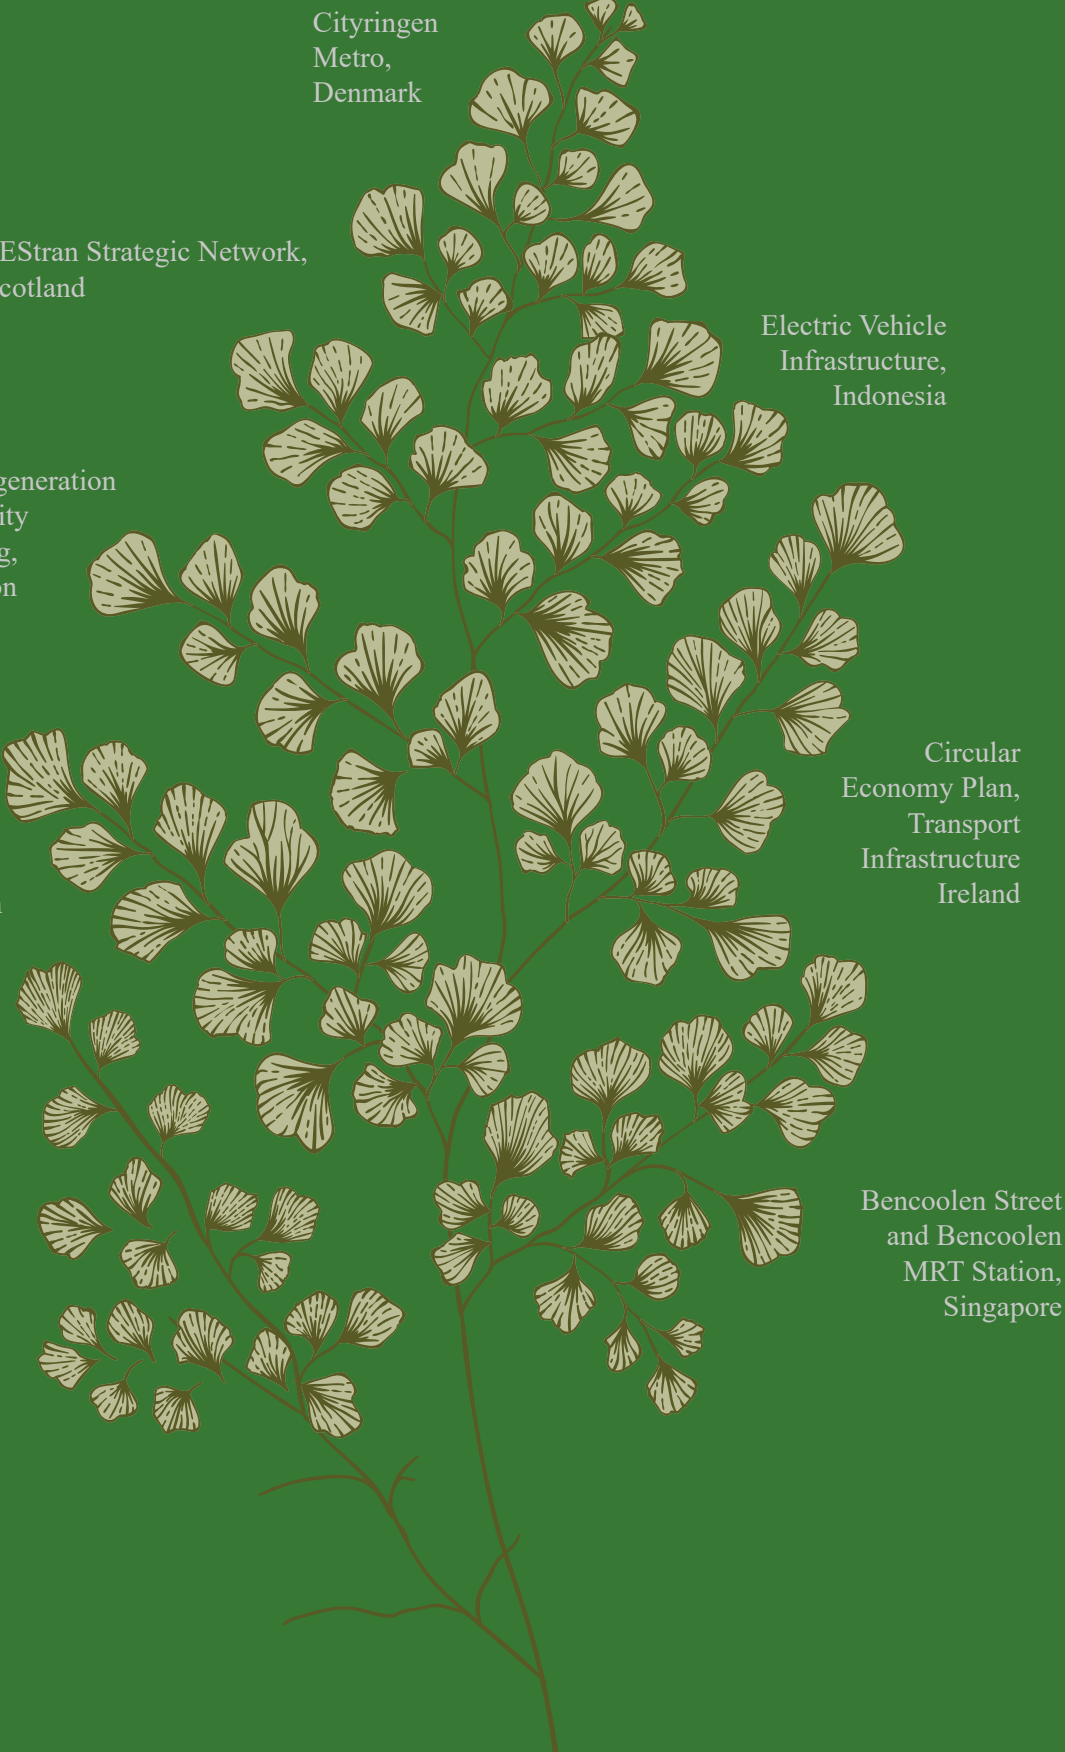 Cityringen
Metro,
Denmark
EStran Strategic Network,
cotland
Electric Vehicle
Infrastructure,
Indonesia
generation
ity
g,
on
Circular
Economy Plan,
Transport
Infrastructure
Ireland
Bencoolen Street
and Bencoolen
MRT Station,
Singapore